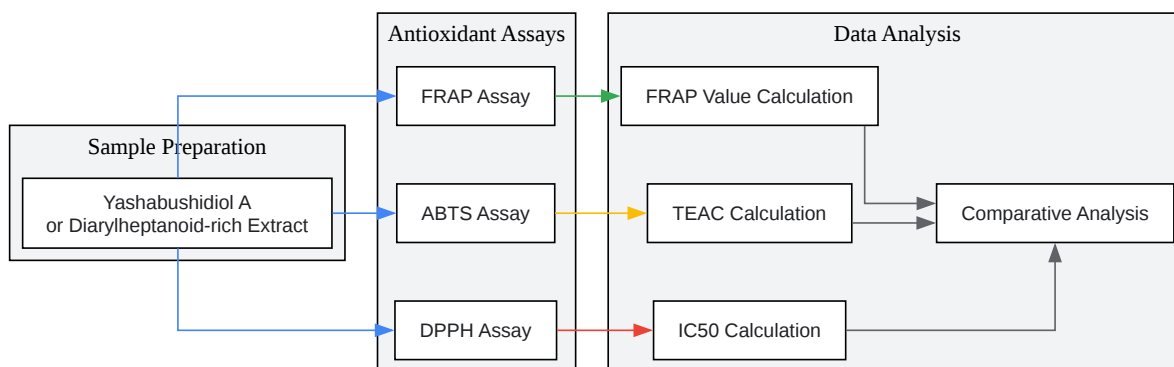 Antioxidant Assays
Data Analysis
FRAP Assay
FRAP Value Calculation
Sample Preparation
Yashabushidiol A
or Diarylheptanoid-rich Extract
ABTS Assay
TEAC Calculation
Comparative Analysis
DPPH Assay
IC50 Calculation